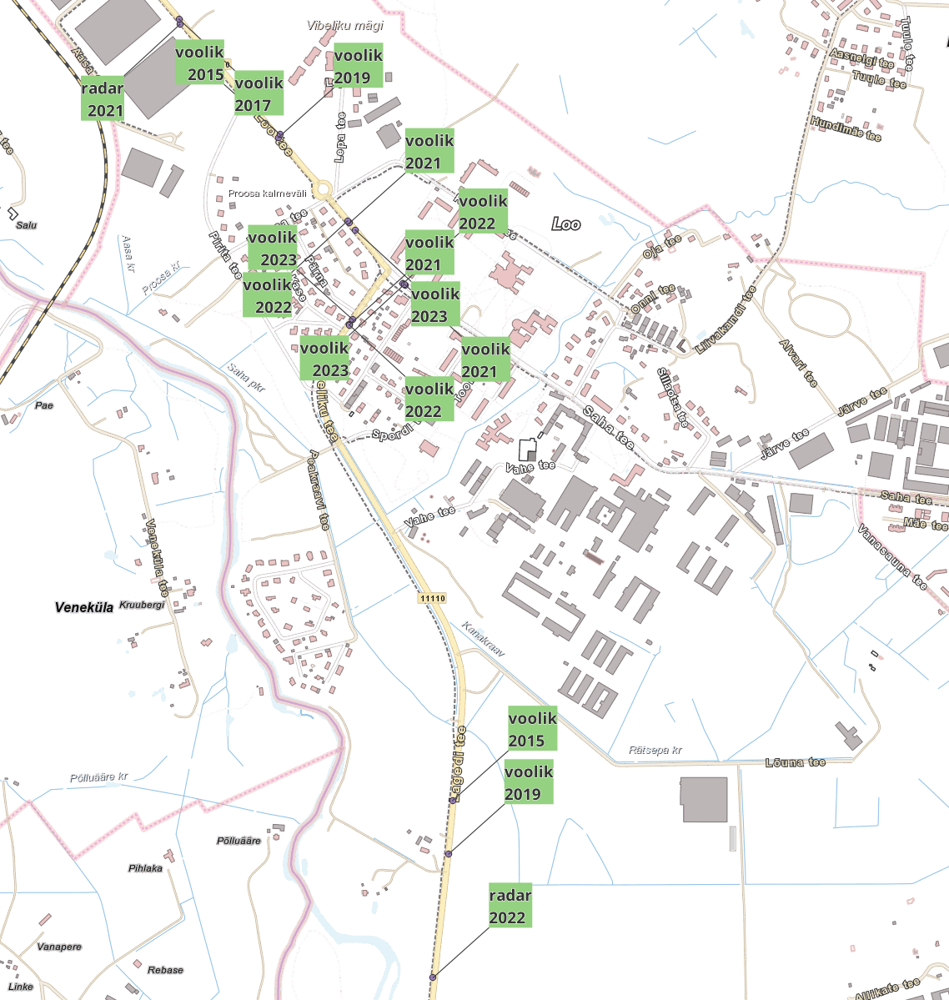 Vibeliku mägi
Tuule tee
voolik
2015
voolik
2019
Aasnelgi tee
Aasa
radar
2021
voolik
2017
Tuule tee
Loo tee
Lepa tee
Hundimäe tee
tee
voolik
2021
Proosa kalmeväli
voolik
2022
Loo
Salu
voolik
2023
Pirita tee
Aasa kr
Proosa kr
Pärna
voolik
2021
Oja tee
voolik
2022
voolik
2023
Onni tee
Liivakandi tee
voolik
2023
voolik
2021
Alvari tee
Saha pkr
voolik
2022
Sillaotsa tee
Järve tee
Pae
eliku tee
Spordi
Saha tee
Järve tee
Peakraavi tee
Vahe tee
Saha tee
Vahe tee
Mäe tee
Veneküla tee
Vanasauna tee
Veneküla
Kruubergi
11110
Kanakraav
voolik
2015
Lagedi tee
Rätsepa kr
Lõuna tee
voolik
2019
Põlluääre kr
Põlluääre
Pihlaka
radar
2022
Vanapere
Rebase
Linke
Allikate tee